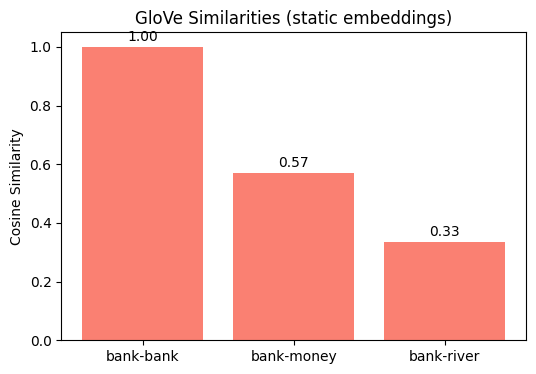 GloVe Similarities (static embeddings)
1.00
1.0
0.8
0.57
0.6
0.33
0.4
0.2
0.0
Cosine Similarity
bank-bank
bank-money
bank-river